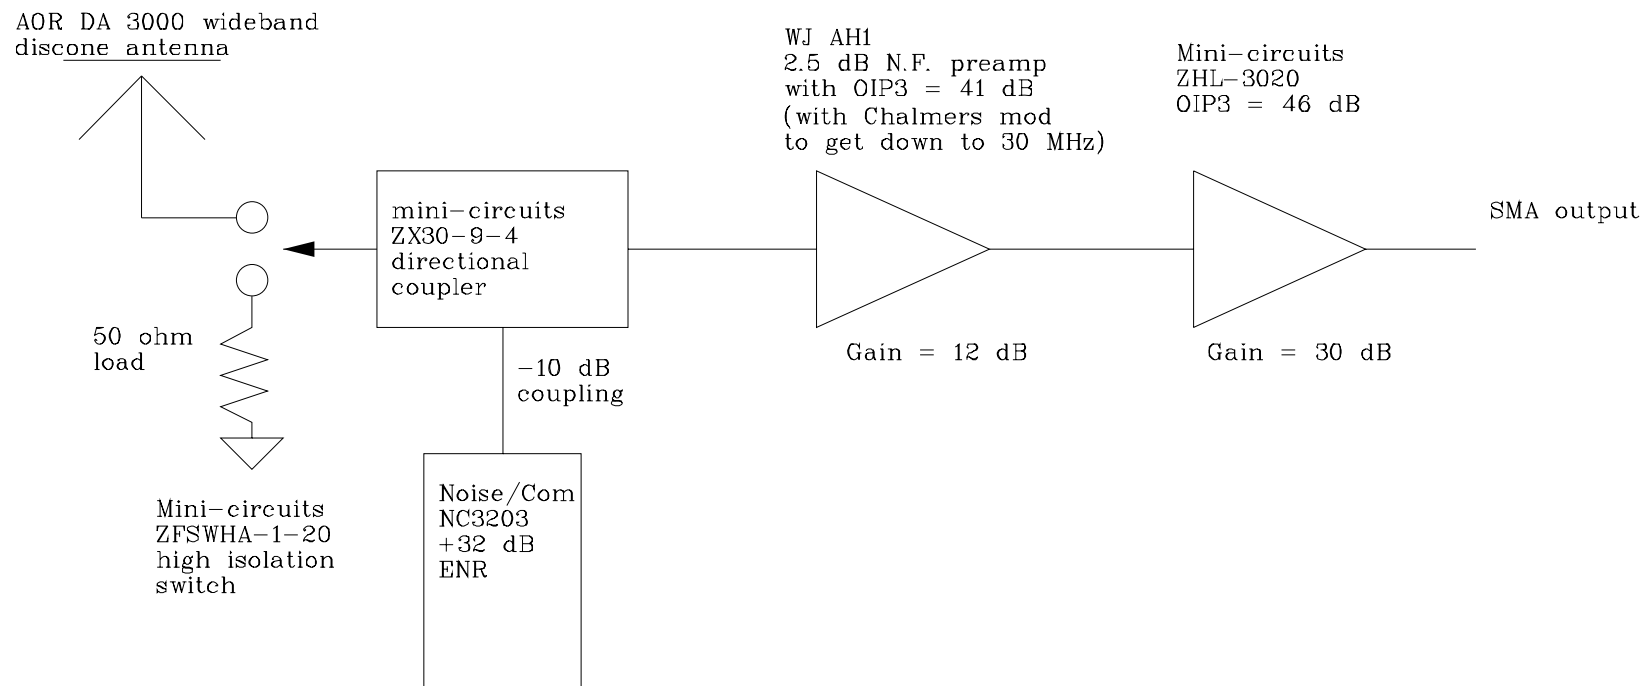 AOR DA 3000 wideband
discone antenna
WJ AH1
2.5 dB N.F. preamp
with OIP3 = 41 dB
(with Chalmers mod
to get down to 30 MHz)
Mini-circuits
ZHL-3020
OIP3 = 46 dB
mini-circuits
ZX30-9-4
directional
coupler
SMA output
50 ohm
load
Gain = 12 dB
Gain = 30 dB
-10 dB
coupling
Mini-circuits
ZFSWHA-1-20
high isolation
switch
Noise/Com
NC3203
+32 dB
ENR